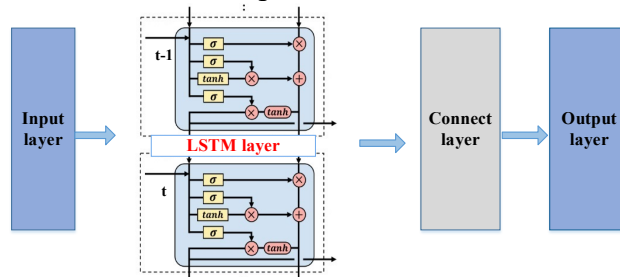 ⋮
t-1
σ
×
σ
tanh
×
+
σ
×
tanh
Input
layer
LSTM layer
Connect
layer
Output
layer
t
σ
×
σ
tanh
×
+
σ
×
tanh